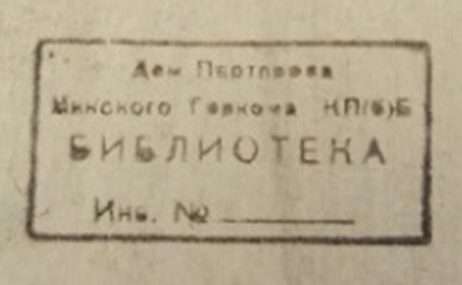 Дом Партпроса
Минского Горкома КП(б)Б
БИБЛИОТЕКА
Инв. №